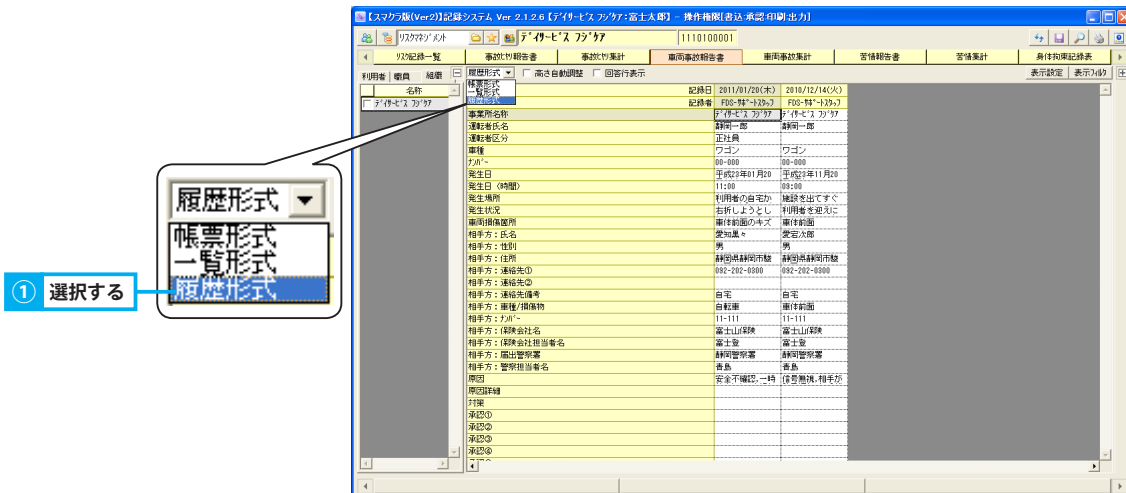 【スマクラ版(Ver2)】記録システム Ver 2.1.2.6 【デイサービス フジケア:富士太郎】 - 操作権限[書込:承認:印刷:出力]
リスクマネジメント デイサービス フジケア 1110100001
リスク記録一覧 事故ヒヤリ報告書 事故ヒヤリ集計 車両事故報告書 車両事故集計 苦情報告書 苦情集計 身体拘束記録表
利用者 職員 組織 履歴形式 高さ自動調整 回答行表示 表示設定 表示フィルタ
名称
デイサービス フジケア
帳票形式
一覧形式
履歴形式
記録日 2011/01/20(木) 2010/12/14(火)
記録者 FDS-サポートスタッフ FDS-サポートスタッフ
事業所名称 デイサービス フジケア デイサービス フジケア
運転者氏名 静岡一郎 静岡一郎
運転者区分 正社員
車種 ワゴン ワゴン
ナンバー 00-000 00-000
発生日 平成23年01月20 平成23年11月20
発生日(時間) 11:00 09:00
発生場所 利用者の自宅か 施設を出てすぐ
発生状況 右折しようとし 利用者を迎えに
車両損傷箇所 車体前面のキズ 車体前面
相手方:氏名 愛知黒々 愛宕次郎
相手方:性別 男 男
相手方:住所 静岡県静岡市駿 静岡県静岡市駿
相手方:連絡先① 092-202-0300 092-202-0300
相手方:連絡先②
相手方:連絡先備考 自宅 自宅
相手方:車種/損傷物 自転車 車体前面
相手方:ナンバー 11-111 11-111
相手方:保険会社名 富士山保険 富士山保険
相手方:保険会社担当者名 富士登 富士登
相手方:届出警察署 静岡警察署 静岡警察署
相手方:警察担当者名 青島 青島
原因 安全不確認,一時 信号無視,相手が
原因詳細
対策
承認①
承認②
承認③
承認④
履歴形式
帳票形式
一覧形式
履歴形式
① 選択する